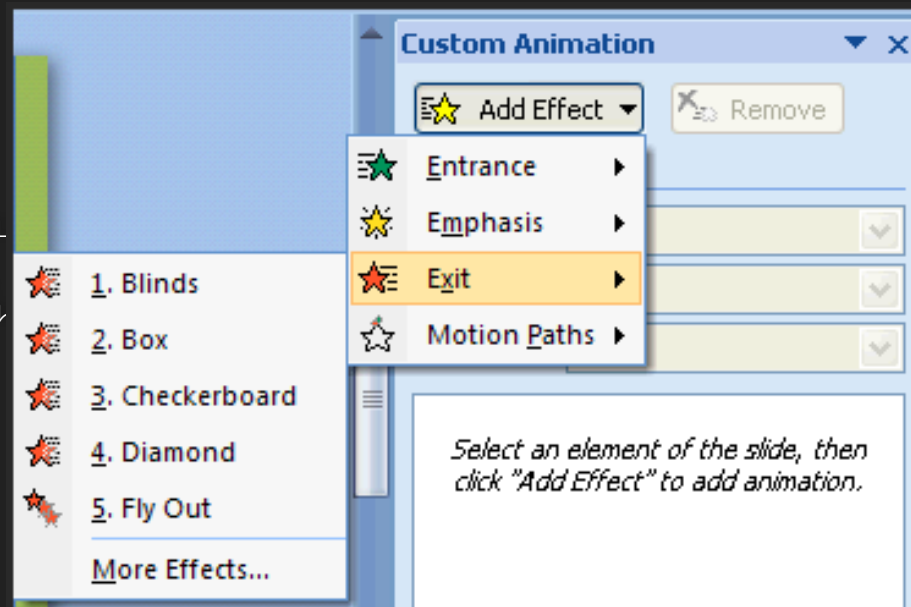 Custom Animation
Add Effect
Remove
Entrance
Emphasis
Exit
Motion Paths
1. Blinds
2. Box
3. Checkerboard
4. Diamond
5. Fly Out
More Effects...
Select an element of the slide, then
click "Add Effect" to add animation.